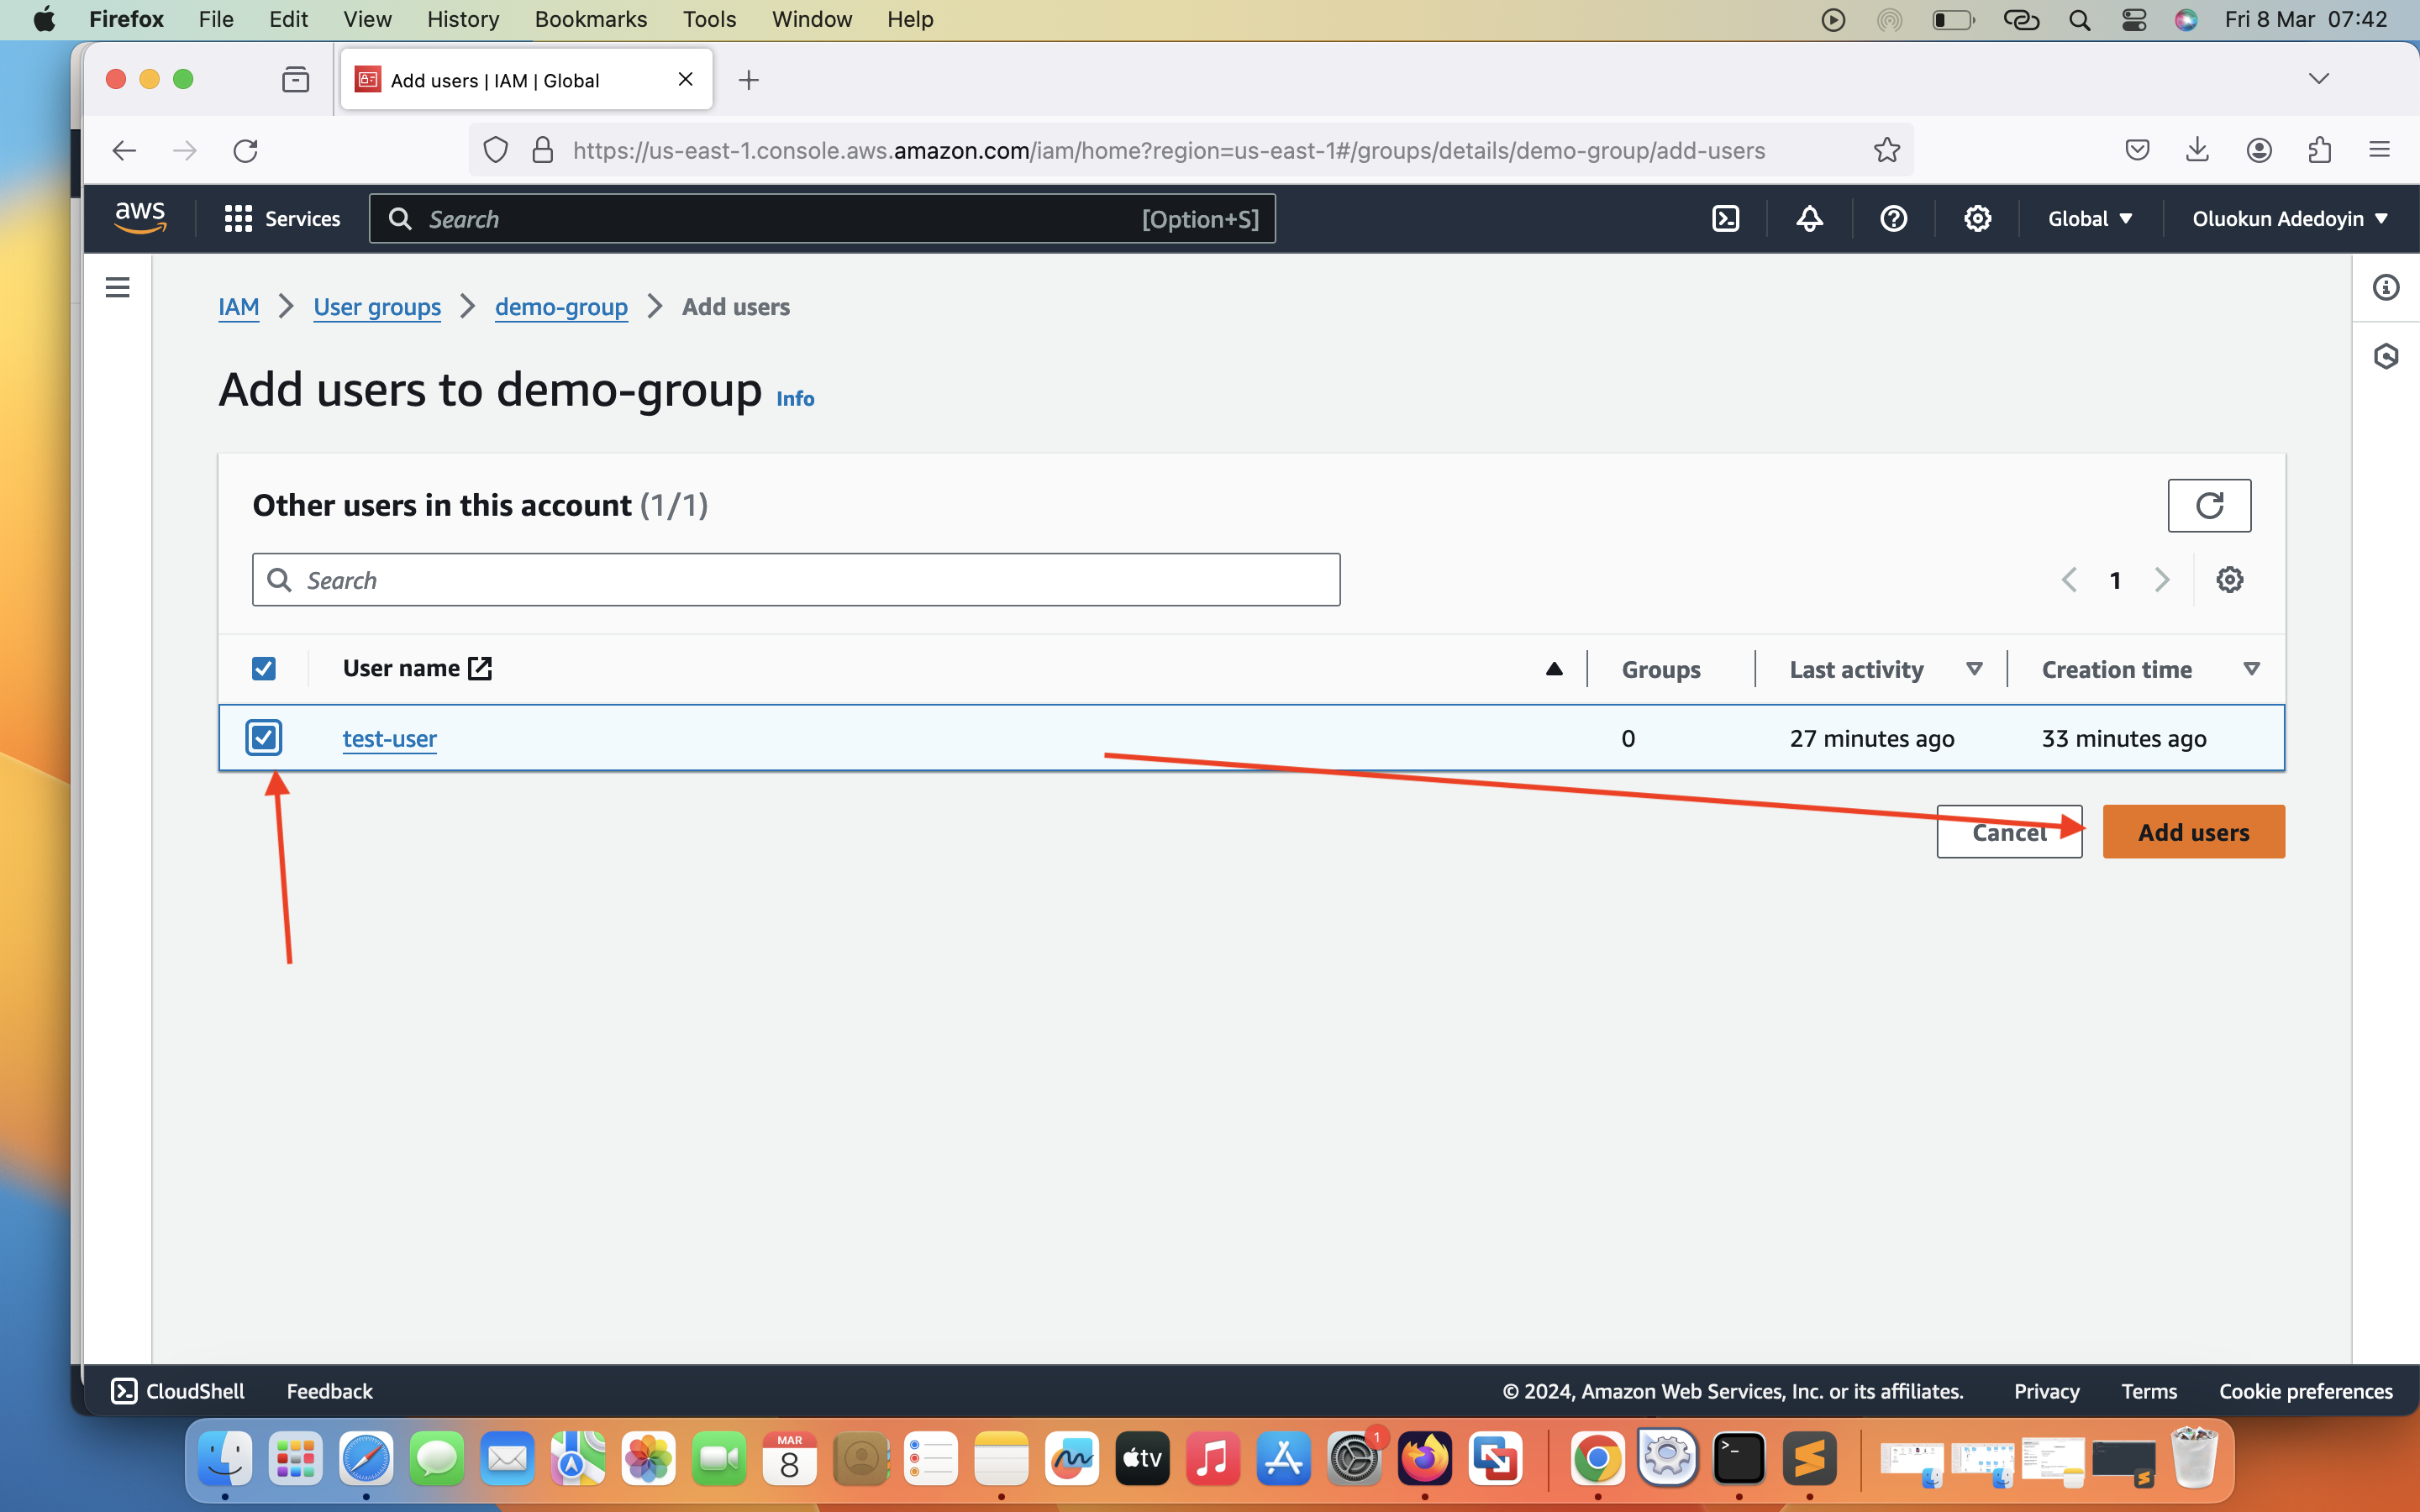 Firefox File Edit View History Bookmarks Tools Window Help Fri 8 Mar 07:42
Add users | IAM | Global
https://us-east-1.console.aws.amazon.com/iam/home?region=us-east-1#/groups/details/demo-group/add-users
aws Services Search [Option+S] Global Oluokun Adedoyin
IAM User groups demo-group Add users
Add users to demo-group Info
Other users in this account (1/1)
Search 1
User name Groups Last activity Creation time
test-user 0 27 minutes ago 33 minutes ago
Cancel Add users
CloudShell Feedback © 2024, Amazon Web Services, Inc. or its affiliates. Privacy Terms Cookie preferences
MAR
8
tv
1